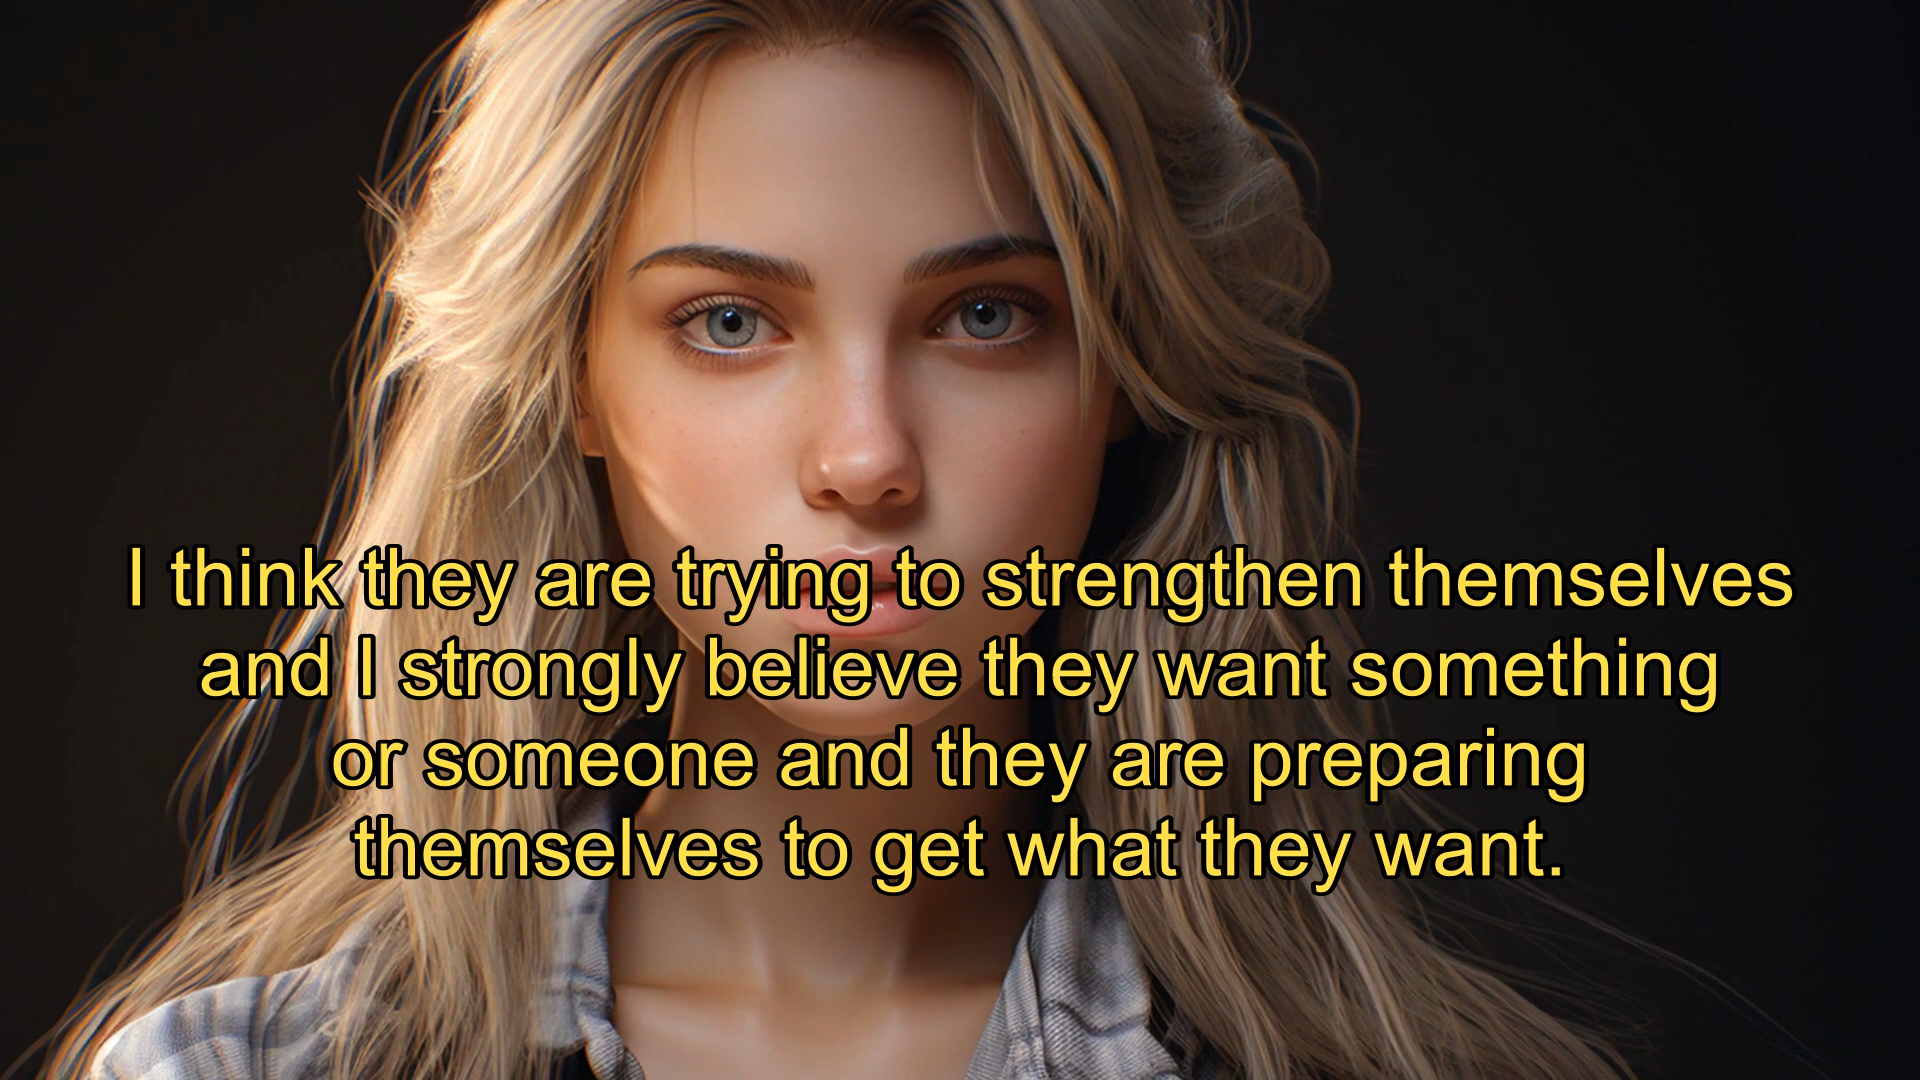 I think they are trying to strengthen themselves
and I strongly believe they want something
or someone and they are preparing
themselves to get what they want.